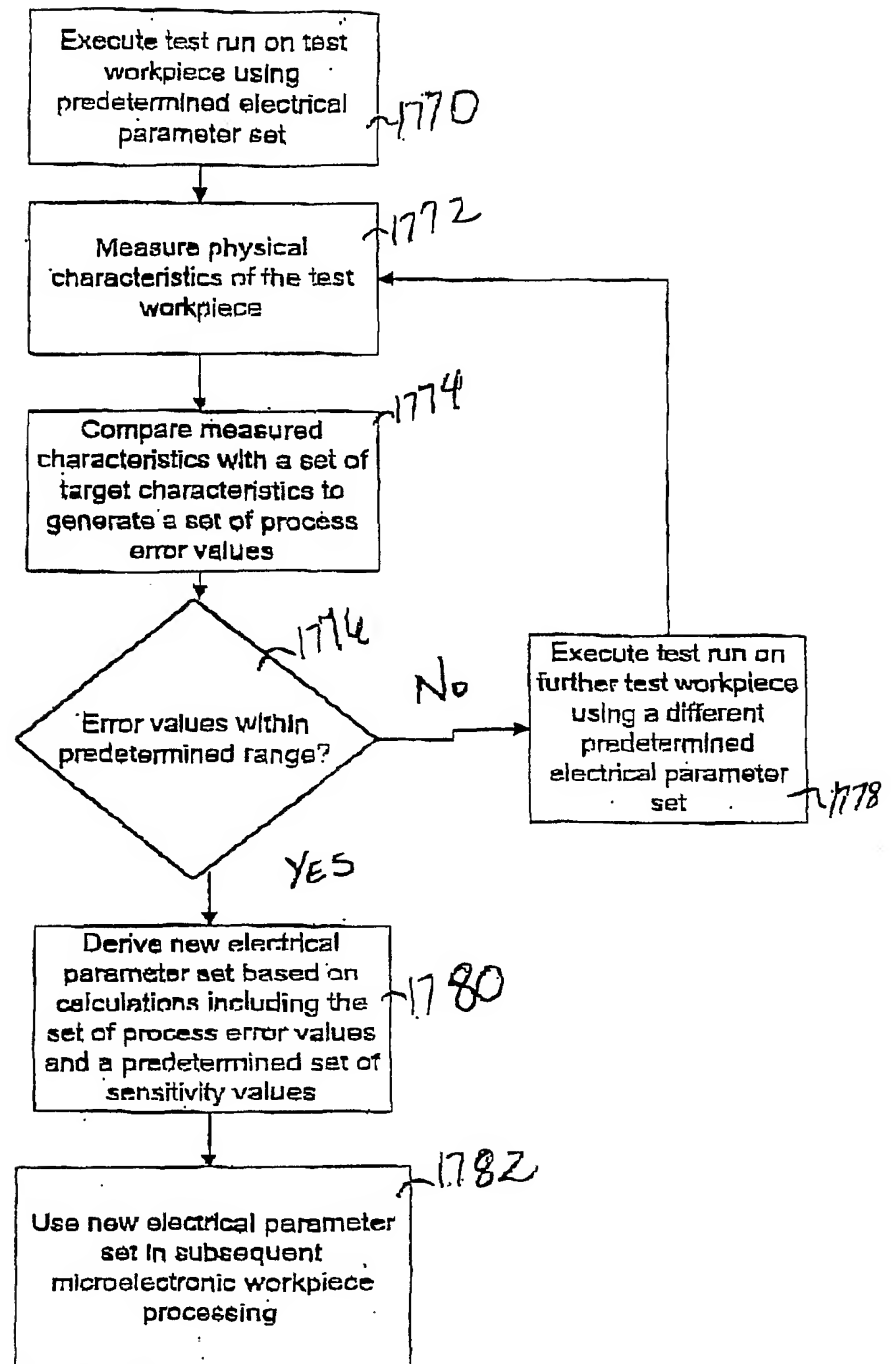 Execute test run on test
workpiece using
predetermined electrical
parameter set
1770
1772
Measure physical
characteristics of the test
workpiece
1774
Compare measured
characteristics with a set of
target characteristics to
generate a set of process
error values
1776
Error values within
predetermined range?
No
Execute test run on
further test workpiece
using a different
predetermined
electrical parameter
set
1778
YES
Derive new electrical
parameter set based on
calculations including the
set of process error values
and a predetermined set of
sensitivity values
1780
1782
Use new electrical parameter
set in subsequent
microelectronic workpiece
processing